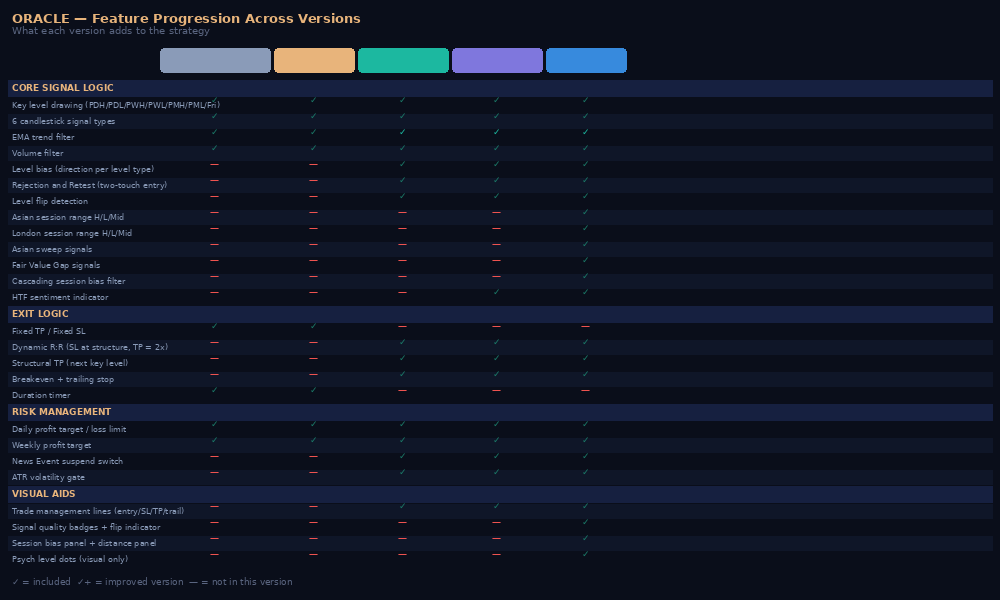 ORACLE — Feature Progression Across Versions
What each version adds to the strategy
CORE SIGNAL LOGIC
Key level drawing (PDH/PDL/PWH/PWL/PMH/PML/Fri) ✓ ✓ ✓ ✓ ✓
6 candlestick signal types ✓ ✓ ✓ ✓ ✓
EMA trend filter ✓ ✓ ✓ ✓ ✓
Volume filter ✓ ✓ ✓ ✓ ✓
Level bias (direction per level type) — — ✓ ✓ ✓
Rejection and Retest (two-touch entry) — — ✓ ✓ ✓
Level flip detection — — ✓ ✓ ✓
Asian session range H/L/Mid — — — — ✓
London session range H/L/Mid — — — — ✓
Asian sweep signals — — — — ✓
Fair Value Gap signals — — — — ✓
Cascading session bias filter — — — — ✓
HTF sentiment indicator — — — ✓ ✓
EXIT LOGIC
Fixed TP / Fixed SL ✓ ✓ — — —
Dynamic R:R (SL at structure, TP = 2x) — — ✓ ✓ ✓
Structural TP (next key level) — — ✓ ✓ ✓
Breakeven + trailing stop — — ✓ ✓ ✓
Duration timer ✓ ✓ — — —
RISK MANAGEMENT
Daily profit target / loss limit ✓ ✓ ✓ ✓ ✓
Weekly profit target ✓ ✓ ✓ ✓ ✓
News Event suspend switch — — ✓ ✓ ✓
ATR volatility gate — — ✓ ✓ ✓
VISUAL AIDS
Trade management lines (entry/SL/TP/trail) — — ✓ ✓ ✓
Signal quality badges + flip indicator — — — — ✓
Session bias panel + distance panel — — — — ✓
Psych level dots (visual only) — — — — ✓
✓ = included ✓+ = improved version — = not in this version